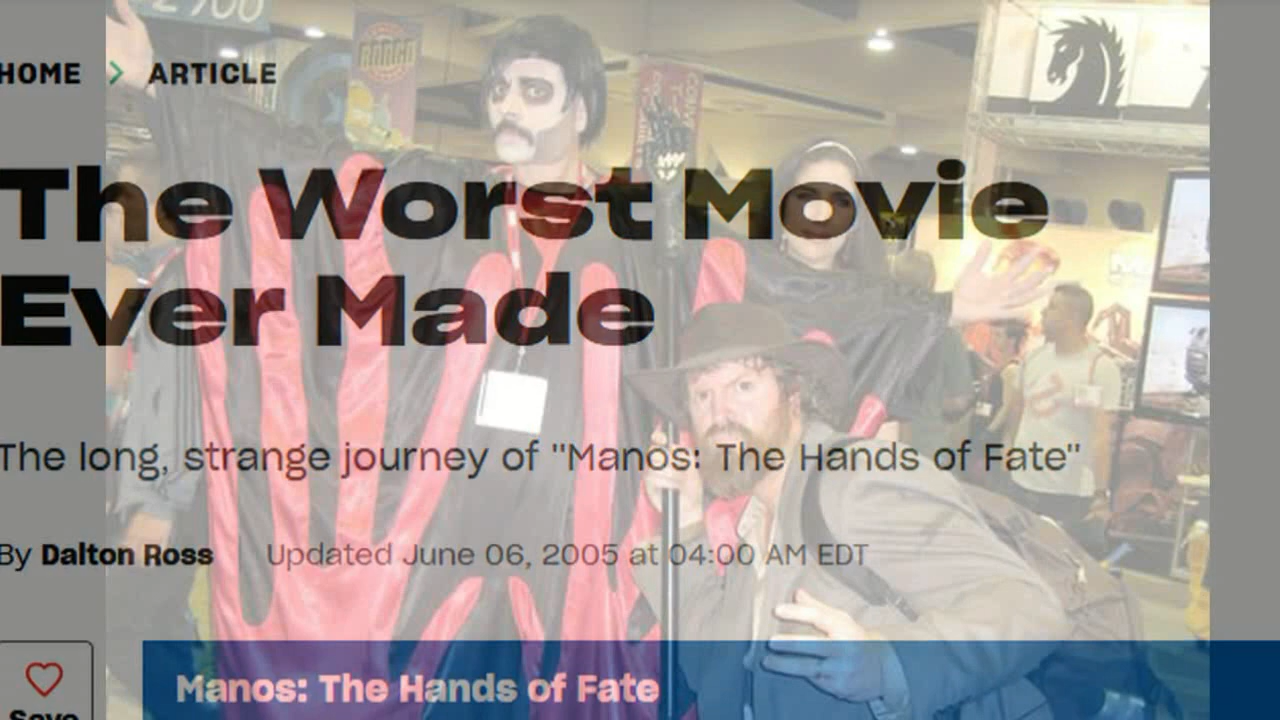 HOME > ARTICLE
The Worst Movie
Ever Made
The long, strange journey of "Manos: The Hands of Fate"
By Dalton Ross | Updated June 06, 2005 at 04:00 AM EDT
Manos: The Hands of Fate
Save